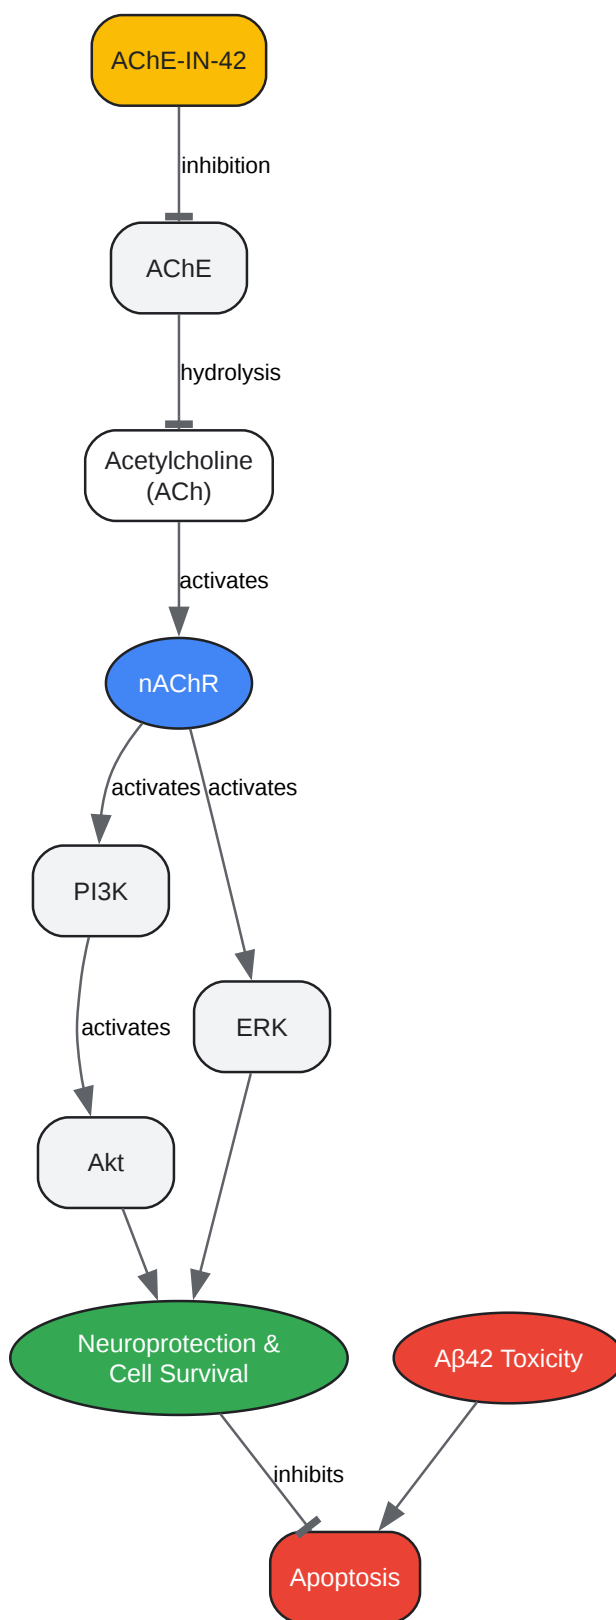 AChE-IN-42
inhibition
AChE
hydrolysis
Acetylcholine
(ACh)
activates
nAChR
activates
activates
PI3K
ERK
activates
Akt
Neuroprotection &
Cell Survival
Aβ42 Toxicity
inhibits
Apoptosis